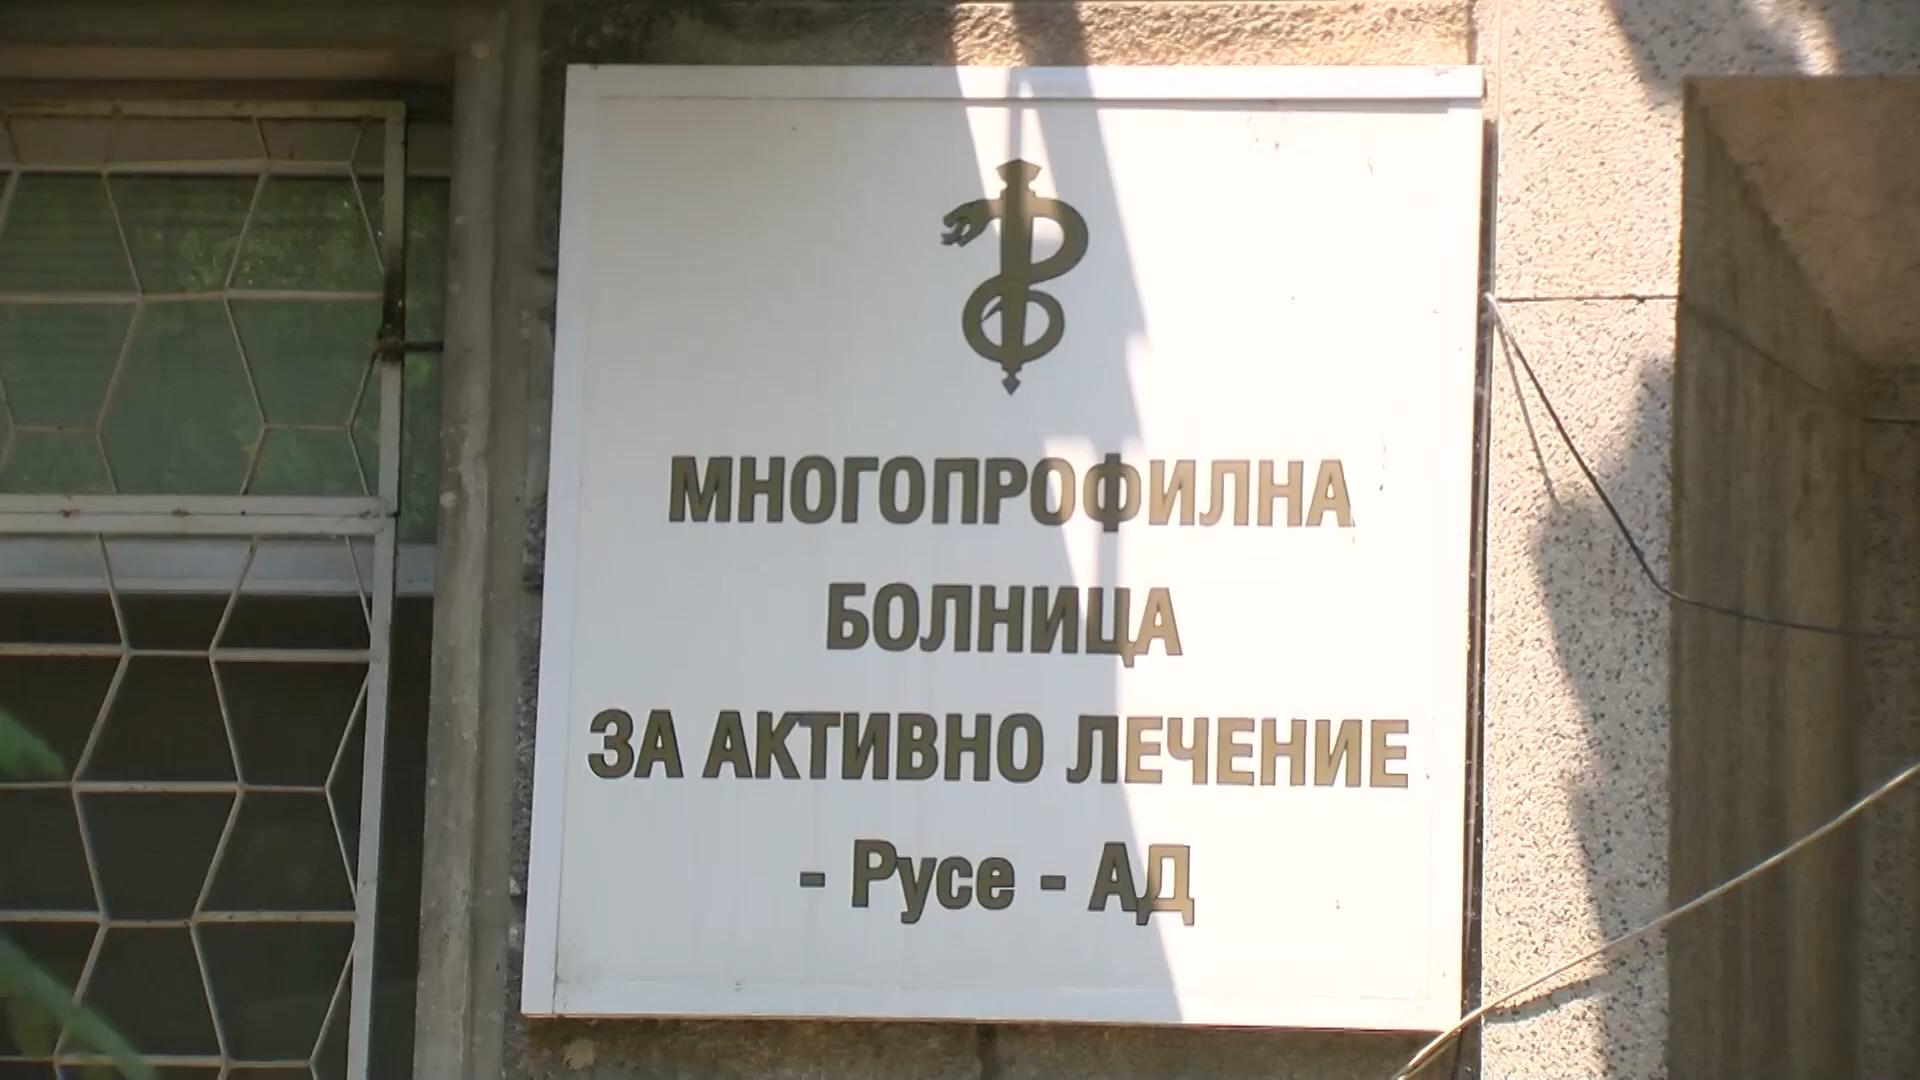 МНОГОПРОФИЛНА
БОЛНИЦА
ЗА АКТИВНО ЛЕЧЕНИЕ
- Русе - АД